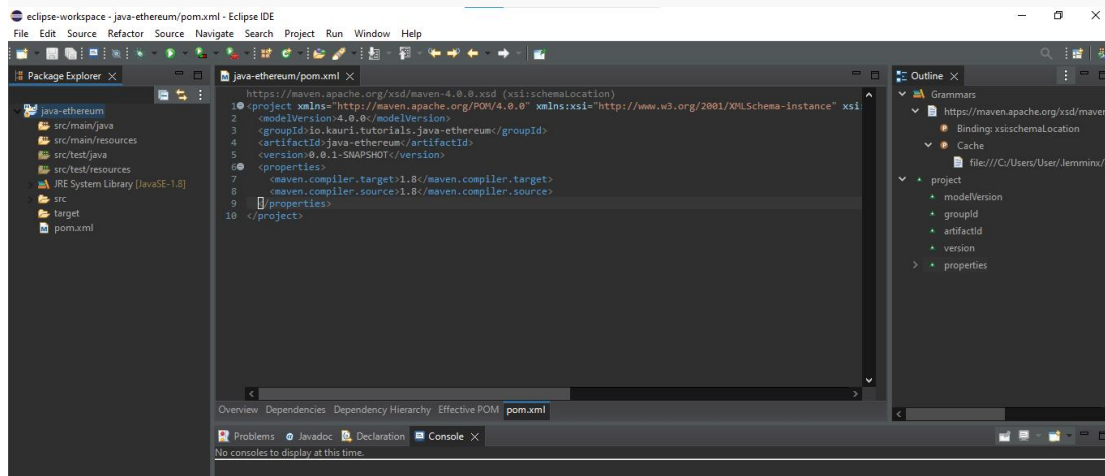 eclipse-workspace - java-ethereum/pom.xml - Eclipse IDE
File Edit Source Refactor Source Navigate Search Project Run Window Help
Package Explorer
java-ethereum
src/main/java
src/main/resources
src/test/java
src/test/resources
JRE System Library [JavaSE-1.8]
src
target
pom.xml
java-ethereum/pom.xml
https://maven.apache.org/xsd/maven-4.0.0.xsd (xsi:schemaLocation)
1 <project xmlns="http://maven.apache.org/POM/4.0.0" xmlns:xsi="http://www.w3.org/2001/XMLSchema-instance" xsi
2 <modelVersion>4.0.0</modelVersion>
3 <groupId>io.kauri.tutorials.java-ethereum</groupId>
4 <artifactId>java-ethereum</artifactId>
5 <version>0.0.1-SNAPSHOT</version>
6 <properties>
7 <maven.compiler.target>1.8</maven.compiler.target>
8 <maven.compiler.source>1.8</maven.compiler.source>
9 </properties>
10 </project>
Overview Dependencies Dependency Hierarchy Effective POM pom.xml
Problems Javadoc Declaration Console
No consoles to display at this time.
Outline
Grammars
https://maven.apache.org/xsd/maven
Binding: xsi:schemaLocation
Cache
file:///C:/Users/User/.lemminx/
project
modelVersion
groupId
artifactId
version
properties